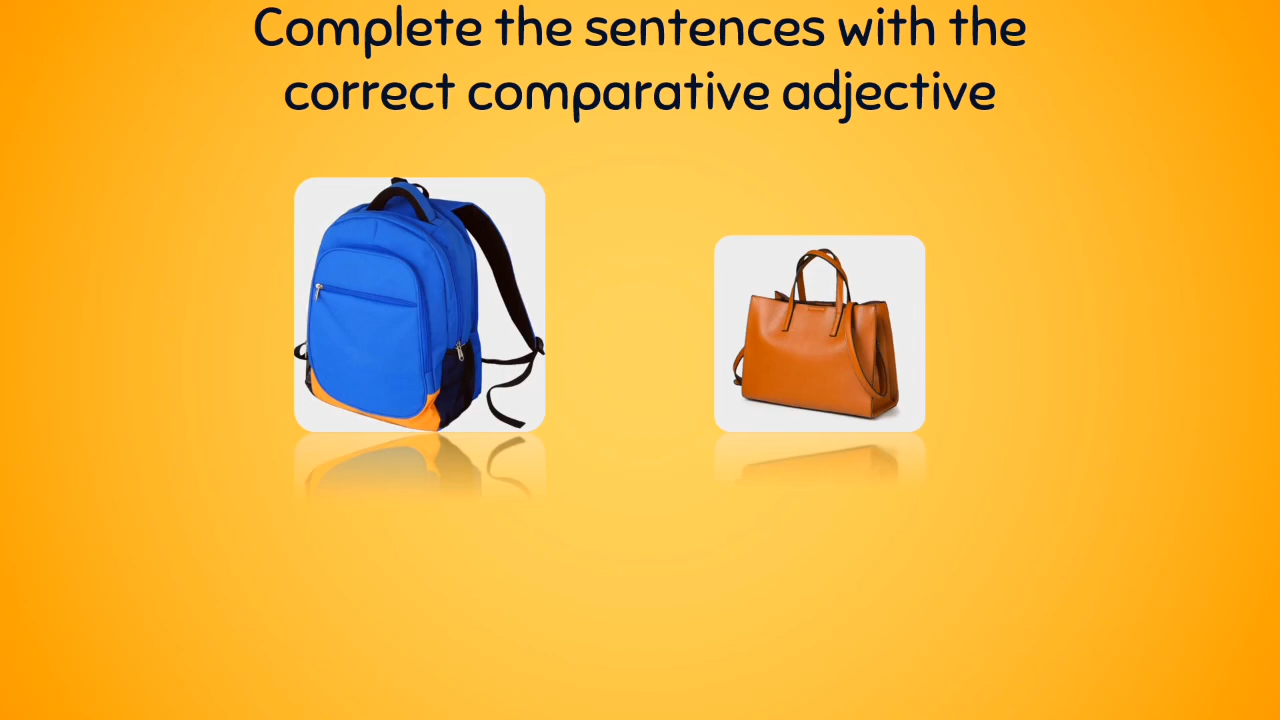 Complete the sentences with the
correct comparative adjective